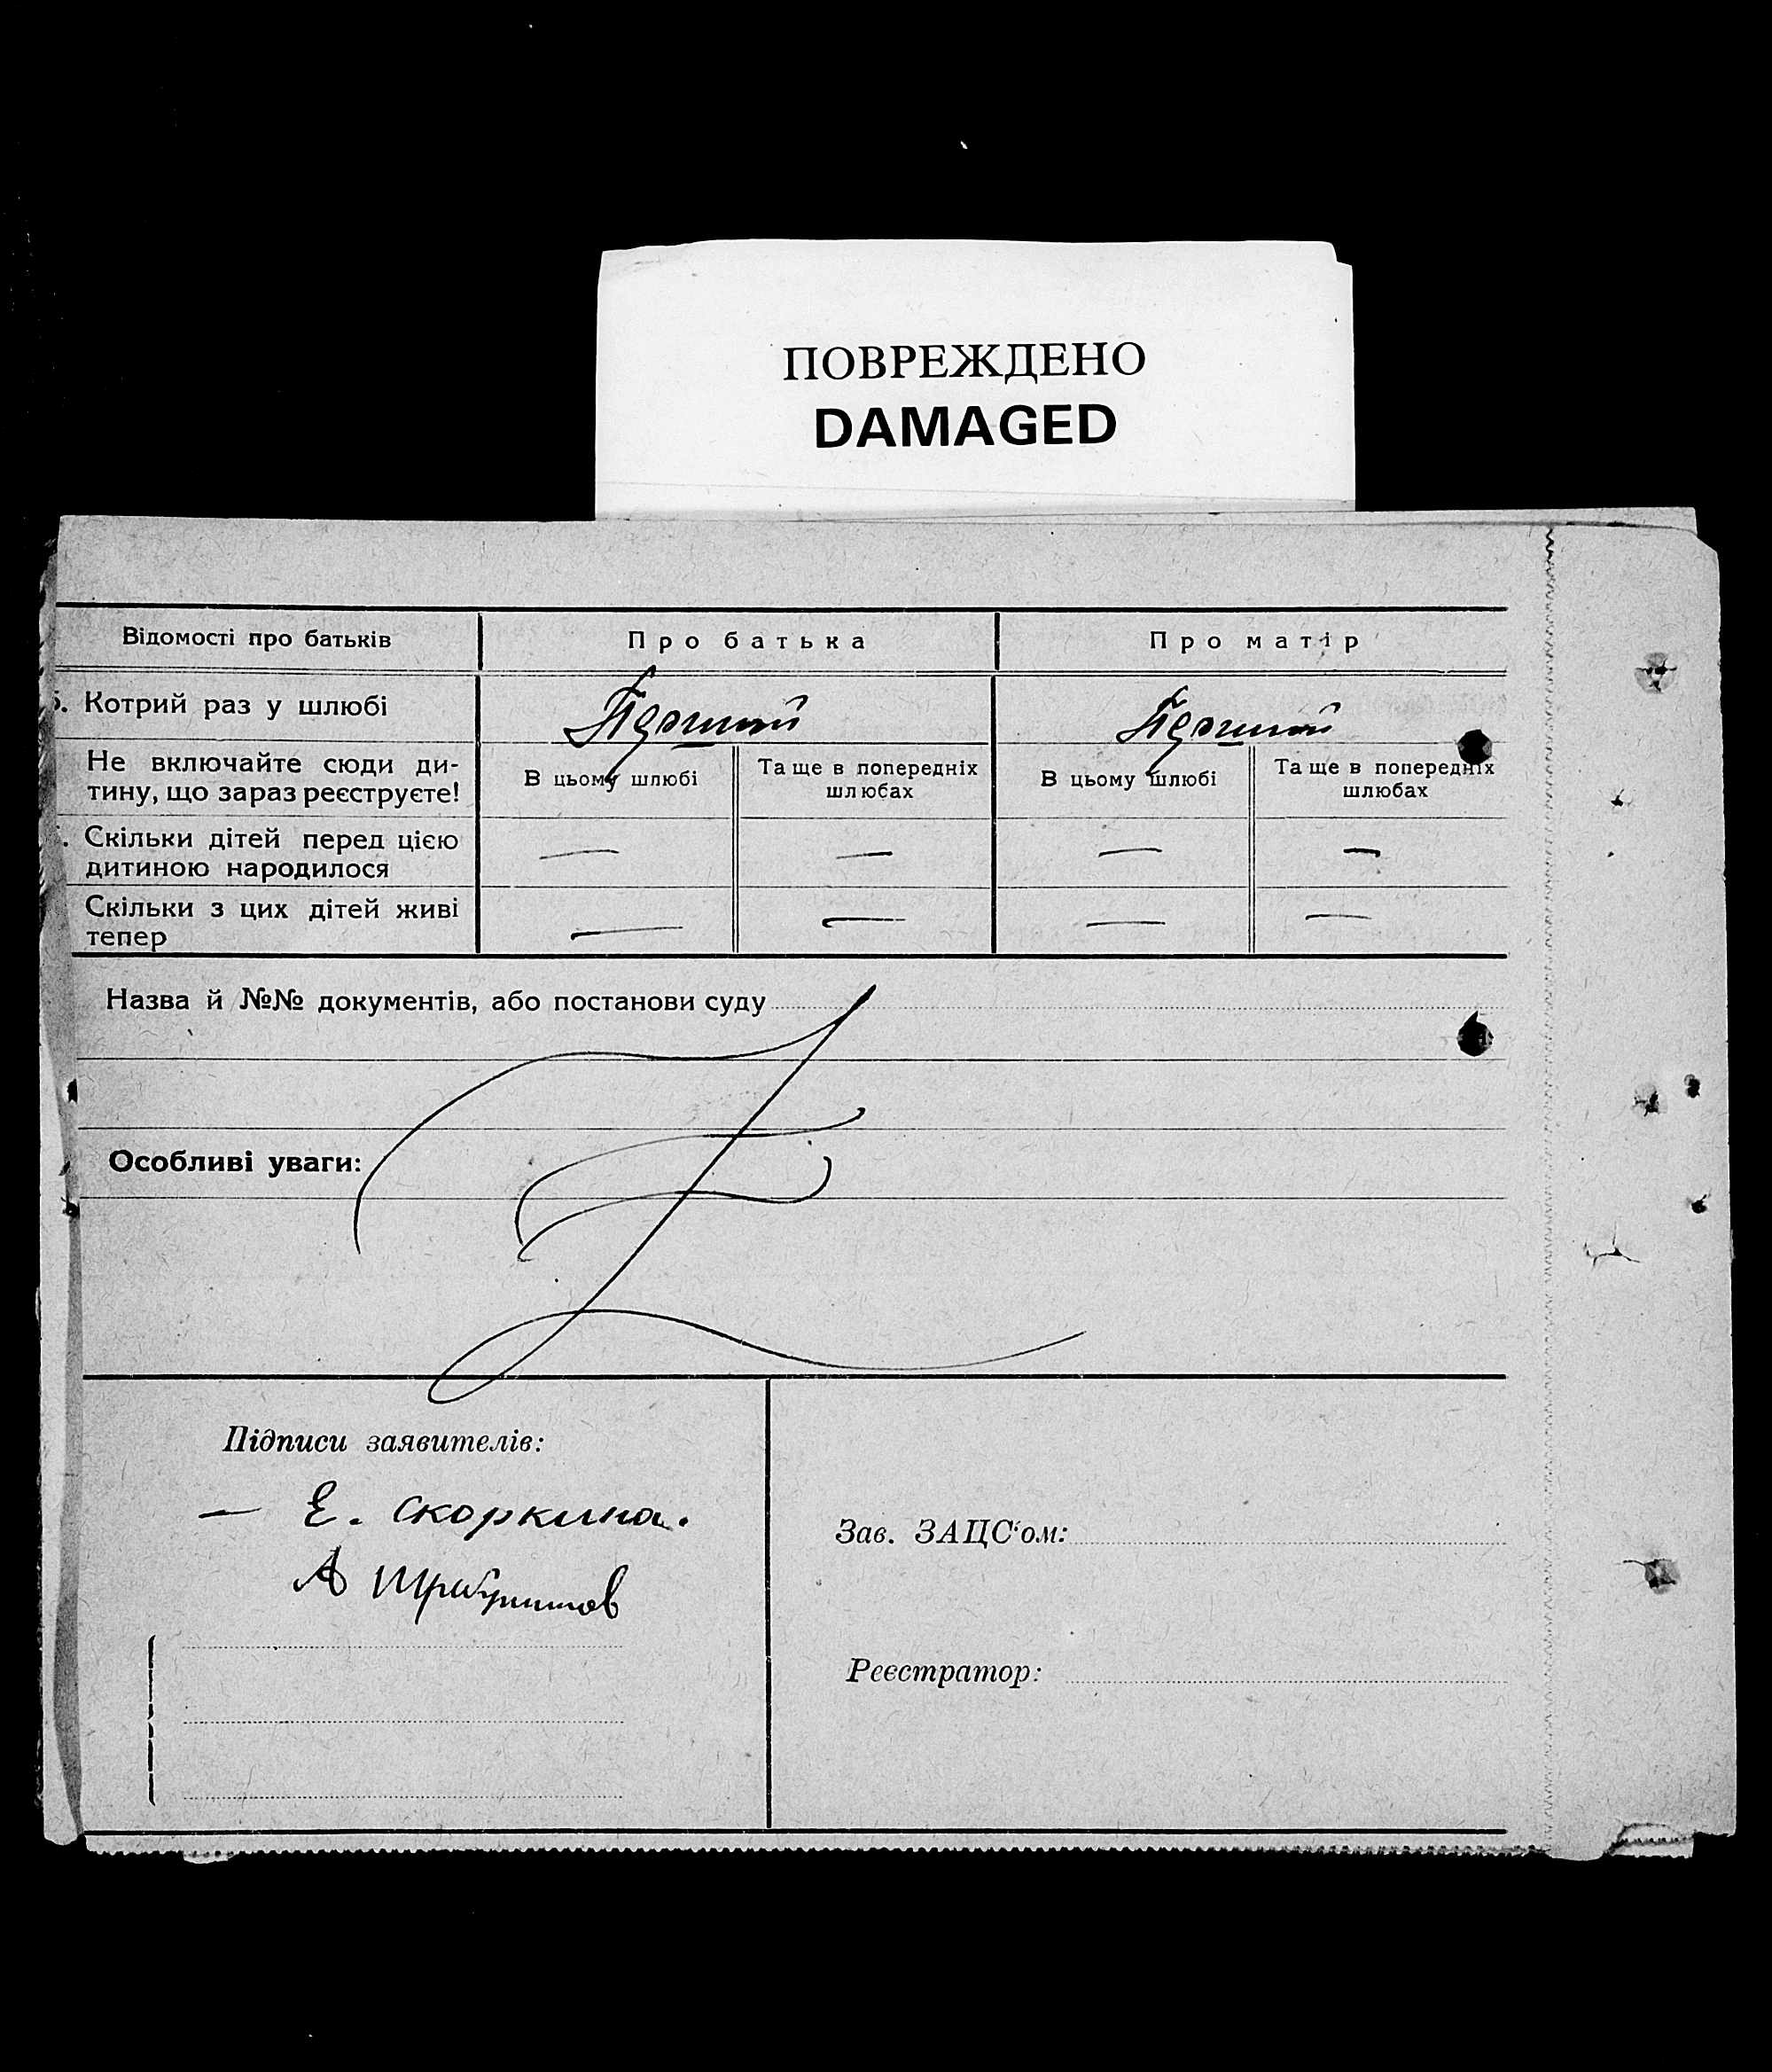 ПОВРЕЖДЕНО
DAMAGED
Відомості про батьків
Про батька
Про матір
5. Котрий раз у шлюбі
Перший
Перший
Не включайте сюди ди-
тину, що зараз реєструєте!
В цьому шлюбі
Та ще в попередніх
шлюбах
В цьому шлюбі
Та ще в попередніх
шлюбах
. Скільки дітей перед цією
дитиною народилося
— — — —
Скільки з цих дітей живі
тепер
— — — —
Назва й №№ документів, або постанови суду
Особливі уваги:
Підписи заявителів:
— Е. Скоркина.
А
Зав. ЗАЦС'ом:
Реєстратор: